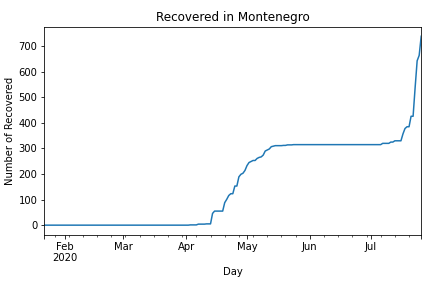 Recovered in Montenegro
Number of Recovered
700
600
500
400
300
200
100
0
Feb
2020
Mar
Apr
May
Jun
Jul
Day